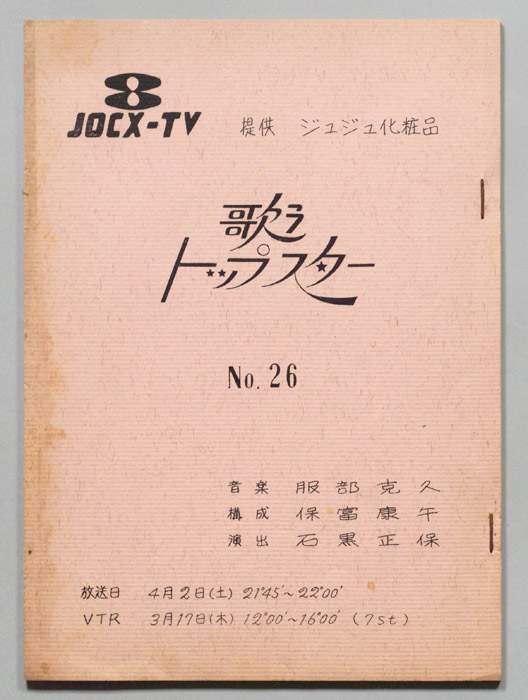 JOCX-TV
提供 ジュジュ化粧品
歌う
トップスター
No. 26
音楽 服部克久
構成 保富康午
演出 石黒正保
放送日 4月2日(土) 21°45'~22°00'
VTR 3月17日(木) 12°00'~16°00' (7st)